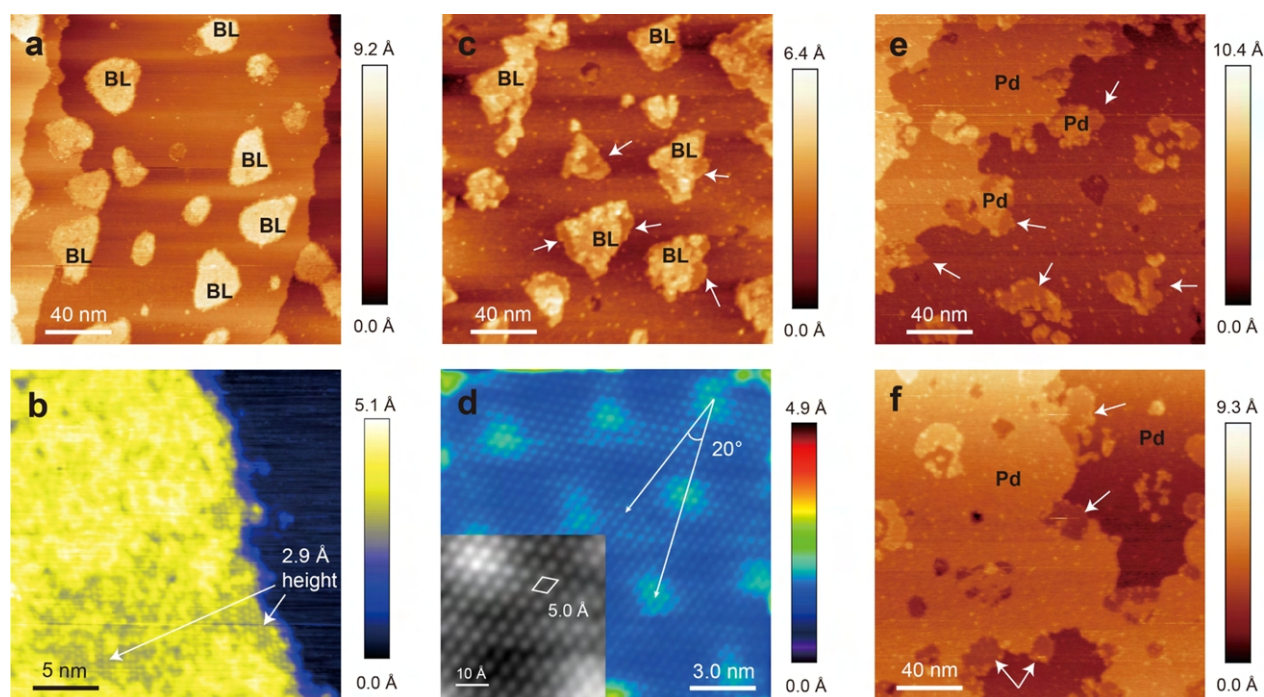 a
BL
BL
BL
BL
BL
BL
40 nm
9.2 Å
0.0 Å
c
BL
BL
BL
BL
BL
40 nm
6.4 Å
0.0 Å
e
Pd
Pd
Pd
40 nm
10.4 Å
0.0 Å
b
2.9 Å
height
5 nm
5.1 Å
0.0 Å
d
20°
5.0 Å
10 Å
3.0 nm
4.9 Å
0.0 Å
f
Pd
Pd
40 nm
9.3 Å
0.0 Å